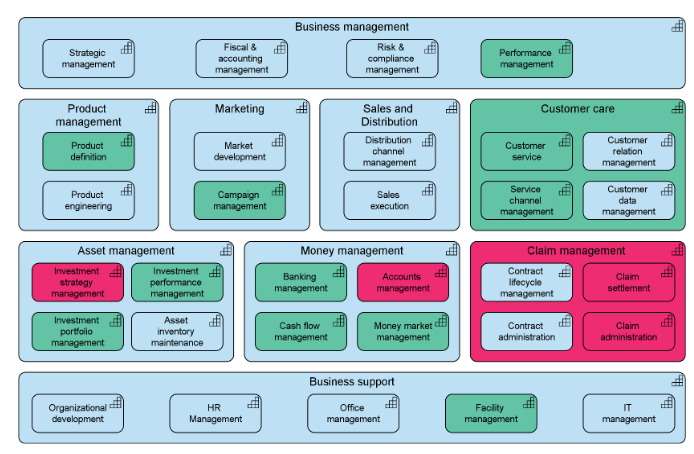 Business management
Strategic
management
Fiscal &
accounting
management
Risk &
compliance
management
Performance
management
Product
management
Product
definition
Product
engineering
Marketing
Market
development
Campaign
management
Sales and
Distribution
Distribution
channel
management
Sales
execution
Customer care
Customer
service
Customer
relation
management
Service
channel
management
Customer
data
management
Asset management
Investment
strategy
management
Investment
performance
management
Investment
portfolio
management
Asset
inventory
maintenance
Money management
Banking
management
Accounts
management
Cash flow
management
Money market
management
Claim management
Contract
lifecycle
management
Claim
settlement
Contract
administration
Claim
administration
Business support
Organizational
development
HR
Management
Office
management
Facility
management
IT
management